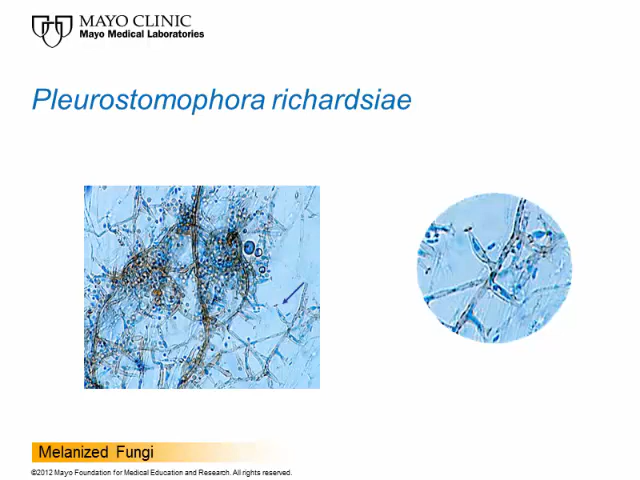 MAYO CLINIC
Mayo Medical Laboratories
Pleurostomophora richardsiae
Melanized Fungi
©2012 Mayo Foundation for Medical Education and Research. All rights reserved.